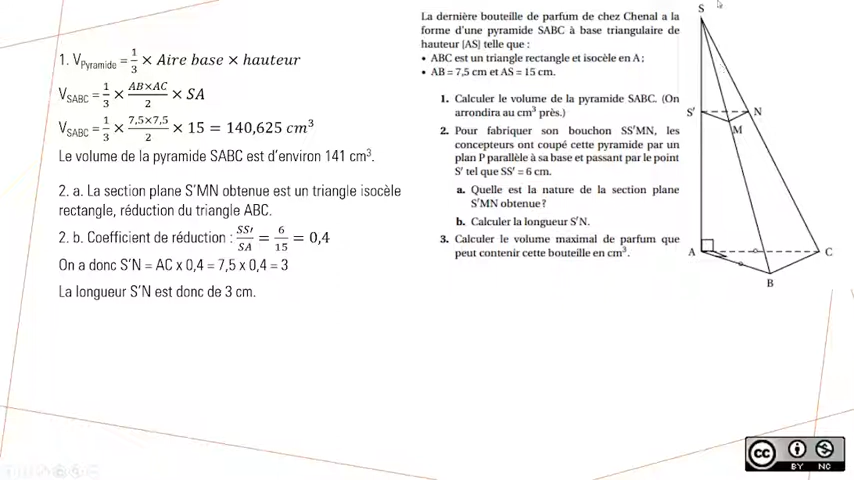 1. V_Pyramide = 1/3 × Aire base × hauteur
V_SABC = 1/3 × (AB×AC)/2 × SA
V_SABC = 1/3 × (7,5×7,5)/2 × 15 = 140,625 cm³
Le volume de la pyramide SABC est d'environ 141 cm³.
2. a. La section plane S'MN obtenue est un triangle isocèle
rectangle, réduction du triangle ABC.
2. b. Coefficient de réduction : SS′/SA = 6/15 = 0,4
On a donc S'N = AC x 0,4 = 7,5 x 0,4 = 3
La longueur S'N est donc de 3 cm.
La dernière bouteille de parfum de chez Chenal a la
forme d'une pyramide SABC à base triangulaire de
hauteur [AS] telle que :
• ABC est un triangle rectangle et isocèle en A ;
• AB = 7,5 cm et AS = 15 cm.
1. Calculer le volume de la pyramide SABC. (On
arrondira au cm³ près.)
2. Pour fabriquer son bouchon SS'MN, les
concepteurs ont coupé cette pyramide par un
plan P parallèle à sa base et passant par le point
S' tel que SS' = 6 cm.
a. Quelle est la nature de la section plane
S'MN obtenue ?
b. Calculer la longueur S'N.
3. Calculer le volume maximal de parfum que
peut contenir cette bouteille en cm³.
S
S'
N
M
A
C
B
cc
BY NC